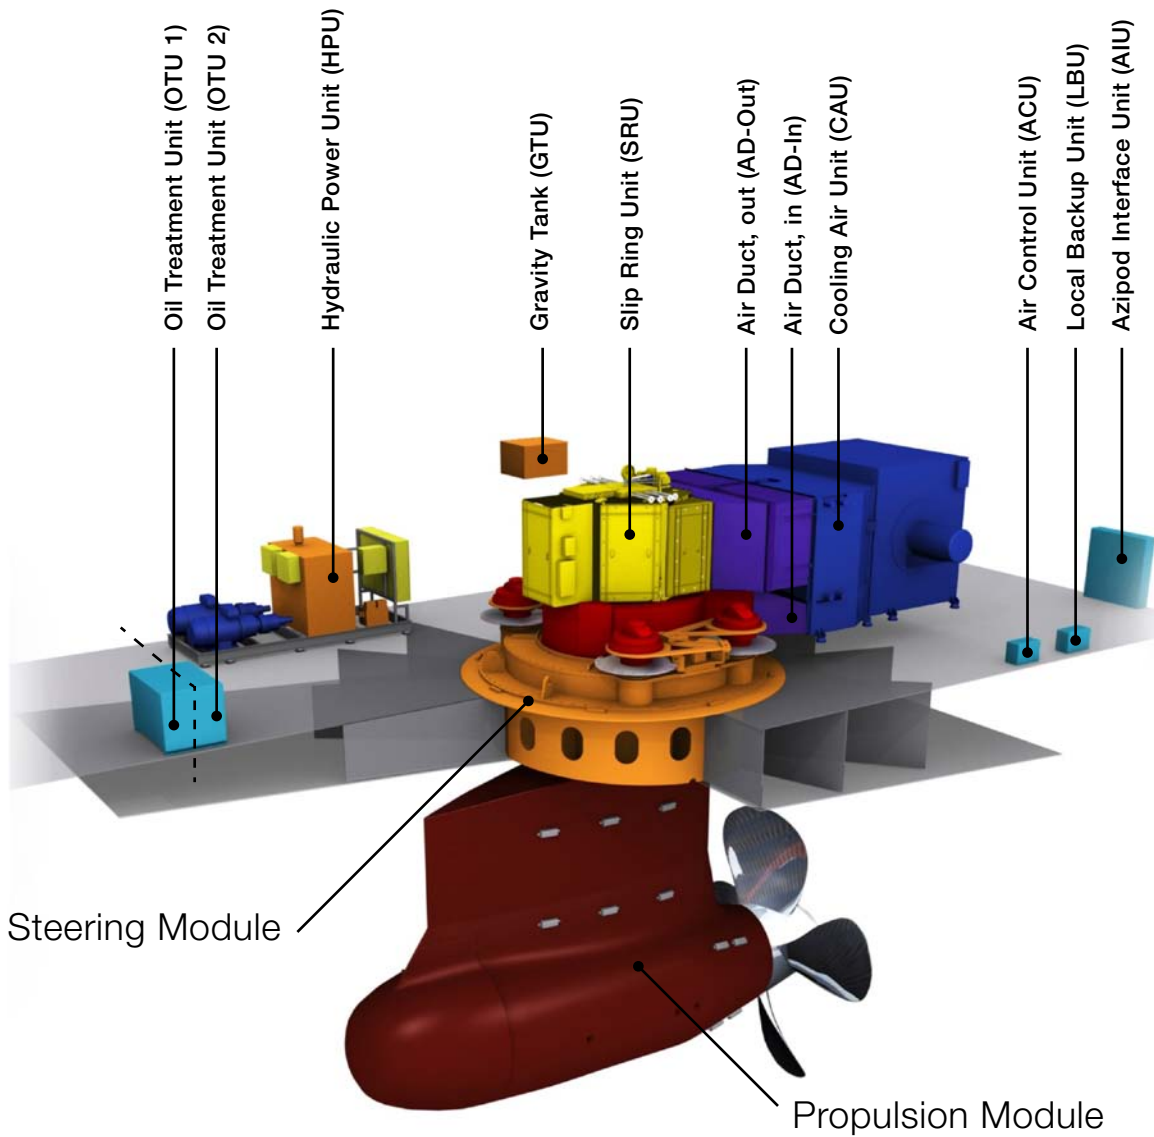 Oil Treatment Unit (OTU 1)
Oil Treatment Unit (OTU 2)
Hydraulic Power Unit (HPU)
Gravity Tank (GTU)
Slip Ring Unit (SRU)
Air Duct, out (AD-Out)
Air Duct, in (AD-In)
Cooling Air Unit (CAU)
Air Control Unit (ACU)
Local Backup Unit (LBU)
Azipod Interface Unit (AIU)
Steering Module
Propulsion Module